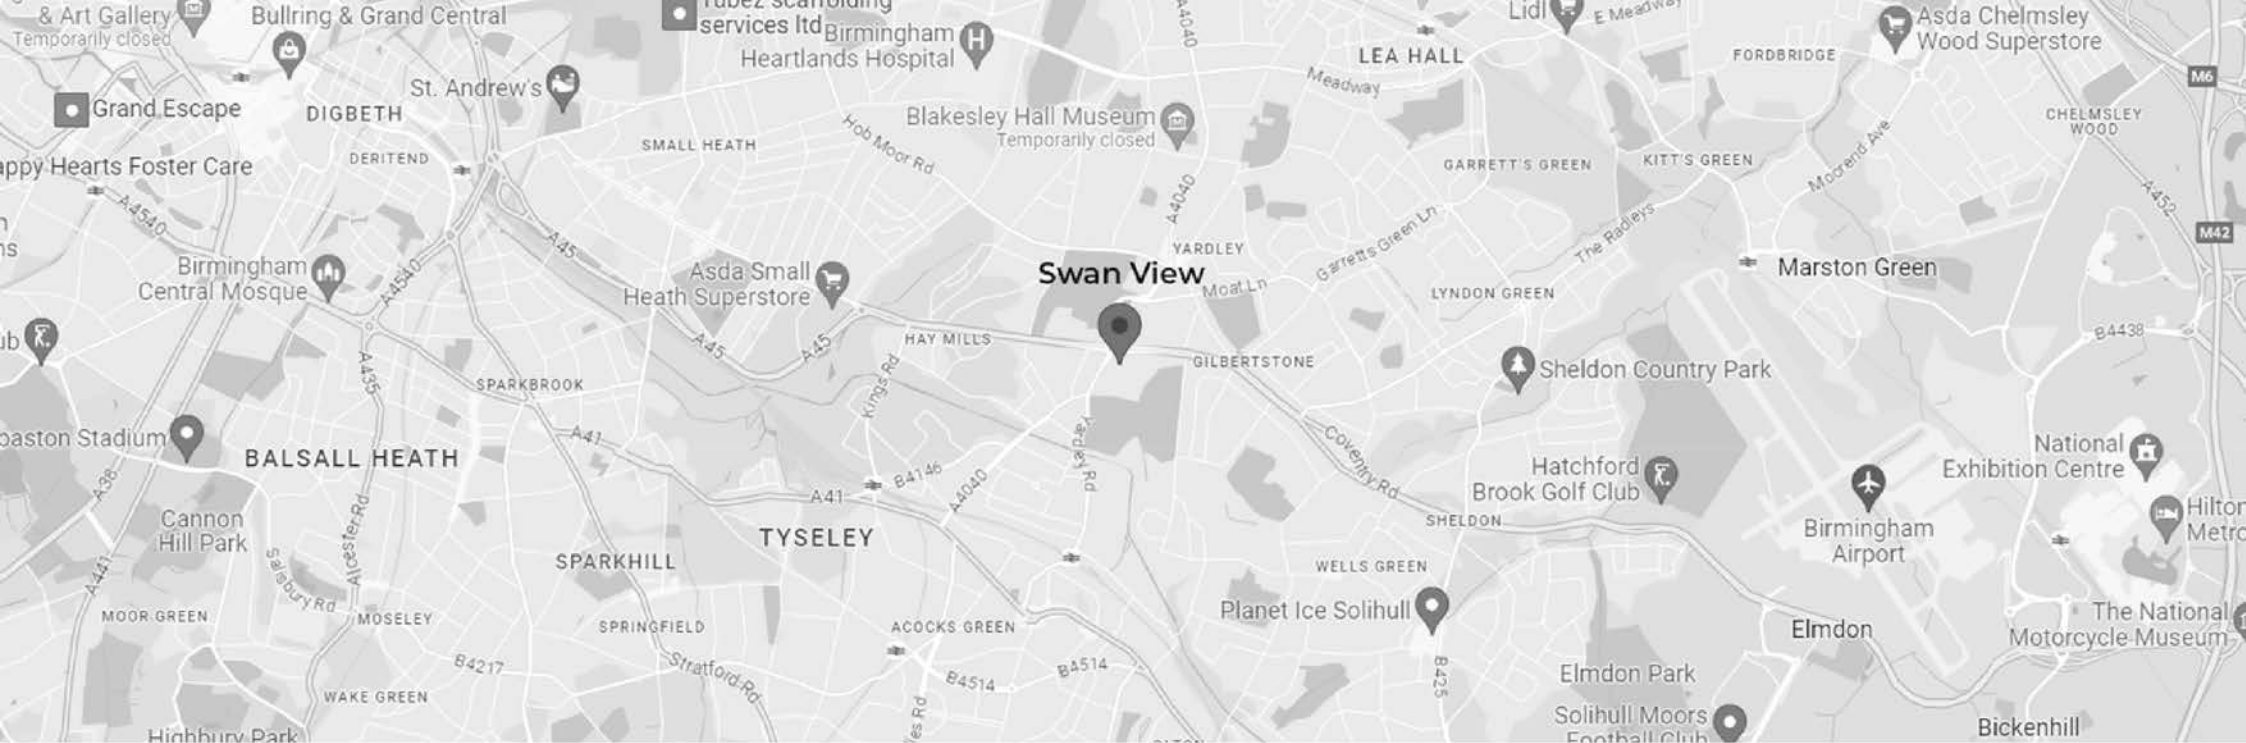 & Art Gallery
Temporarily closed
Bullring & Grand Central
services ltd
Birmingham
Heartlands Hospital
A4040
Lidl
E Meadway
Asda Chelmsley
Wood Superstore
LEA HALL
FORDBRIDGE
M6
Meadway
St. Andrew's
Grand Escape
DIGBETH
Blakesley Hall Museum
Temporarily closed
CHELMSLEY
WOOD
Hob Moor Rd
SMALL HEATH
DERITEND
GARRETT'S GREEN
KITT'S GREEN
Moorend Ave
appy Hearts Foster Care
A4540
A4040
A452
M42
A45
Garretts Green Ln
The Radleys
YARDLEY
Birmingham
Central Mosque
A4540
Asda Small
Heath Superstore
Swan View
Moat Ln
LYNDON GREEN
Marston Green
ub
HAY MILLS
A45
A45
GILBERTSTONE
B4438
A435
SPARKBROOK
Kings Rd
Sheldon Country Park
baston Stadium
BALSALL HEATH
A41
Yardley Rd
Coventry Rd
National
Exhibition Centre
A38
B4146
A4040
A41
Hatchford
Brook Golf Club
Cannon
Hill Park
Alcester Rd
SPARKHILL
TYSELEY
SHELDON
Birmingham
Airport
Hilton
Metro
A441
Salisbury Rd
WELLS GREEN
MOOR GREEN
MOSELEY
SPRINGFIELD
ACOCKS GREEN
Planet Ice Solihull
Elmdon
The National
Motorcycle Museum
B4217
Stratford Rd
B4514
B4514
B425
Elmdon Park
WAKE GREEN
Solihull Moors
Football Club
Bickenhill
Highbury Park